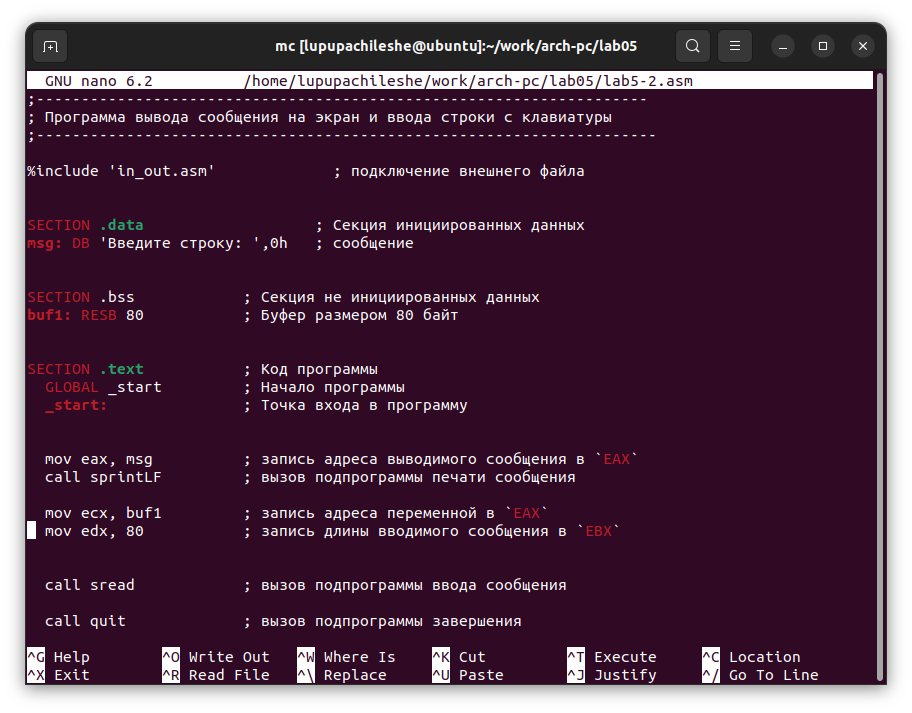 mc [lupupachileshe@ubuntu]:~/work/arch-pc/lab05
GNU nano 6.2 /home/lupupachileshe/work/arch-pc/lab05/lab5-2.asm
;--------------------------------------------------------------------
; Программа вывода сообщения на экран и ввода строки с клавиатуры
;---------------------------------------------------------------------
%include 'in_out.asm' ; подключение внешнего файла
SECTION .data ; Секция инициированных данных
msg: DB 'Введите строку: ',0h ; сообщение
SECTION .bss ; Секция не инициированных данных
buf1: RESB 80 ; Буфер размером 80 байт
SECTION .text ; Код программы
GLOBAL _start ; Начало программы
_start: ; Точка входа в программу
mov eax, msg ; запись адреса выводимого сообщения в `EAX`
call sprintLF ; вызов подпрограммы печати сообщения
mov ecx, buf1 ; запись адреса переменной в `EAX`
mov edx, 80 ; запись длины вводимого сообщения в `EBX`
call sread ; вызов подпрограммы ввода сообщения
call quit ; вызов подпрограммы завершения
^G Help ^O Write Out ^W Where Is ^K Cut ^T Execute ^C Location
^X Exit ^R Read File ^\ Replace ^U Paste ^J Justify ^/ Go To Line